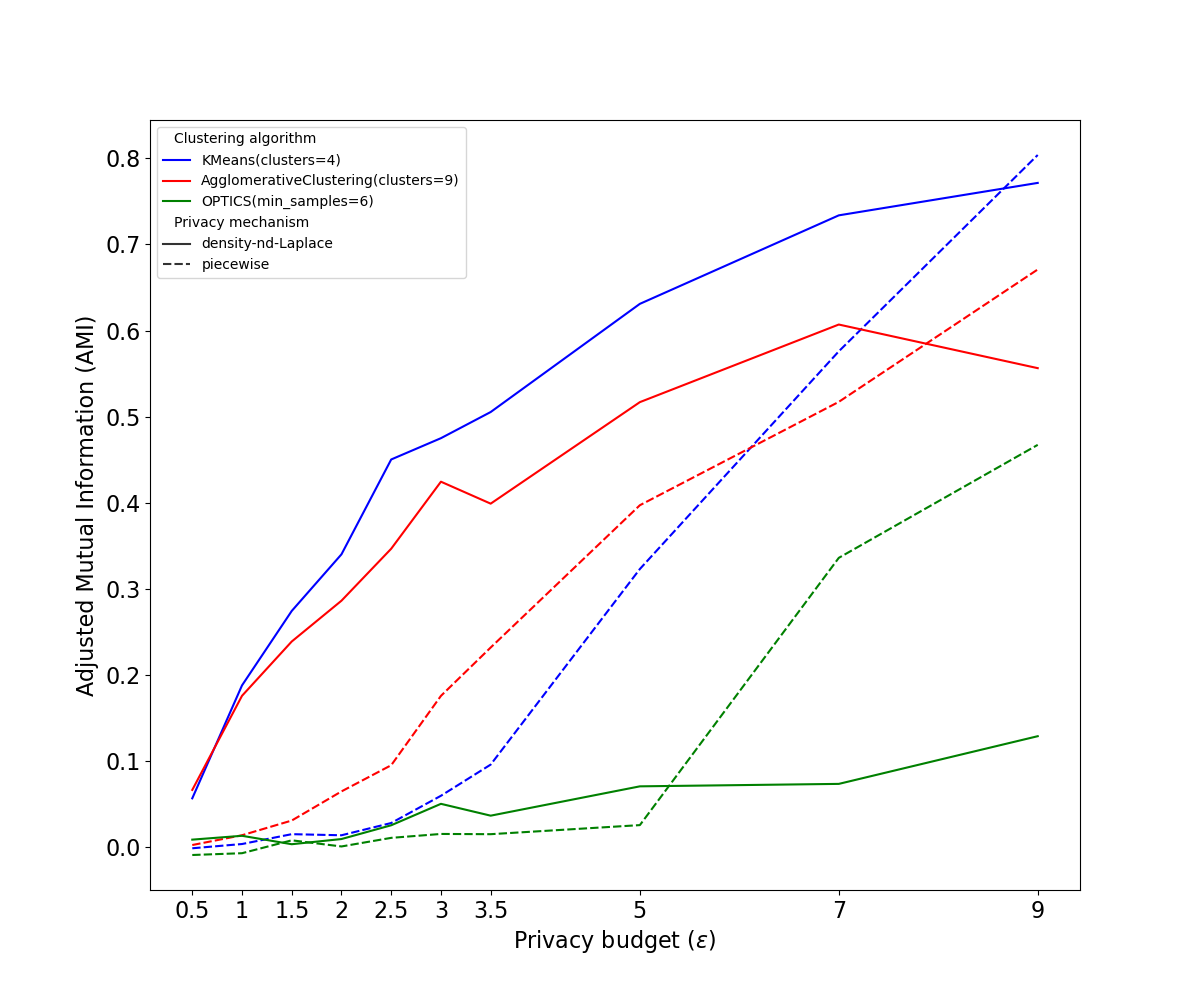 Clustering algorithm
KMeans(clusters=4)
AgglomerativeClustering(clusters=9)
OPTICS(min_samples=6)
Privacy mechanism
density-nd-Laplace
piecewise
0.8
0.7
0.6
0.5
0.4
0.3
0.2
0.1
0.0
Adjusted Mutual Information (AMI)
0.5 1 1.5 2 2.5 3 3.5 5 7 9
Privacy budget (ε)